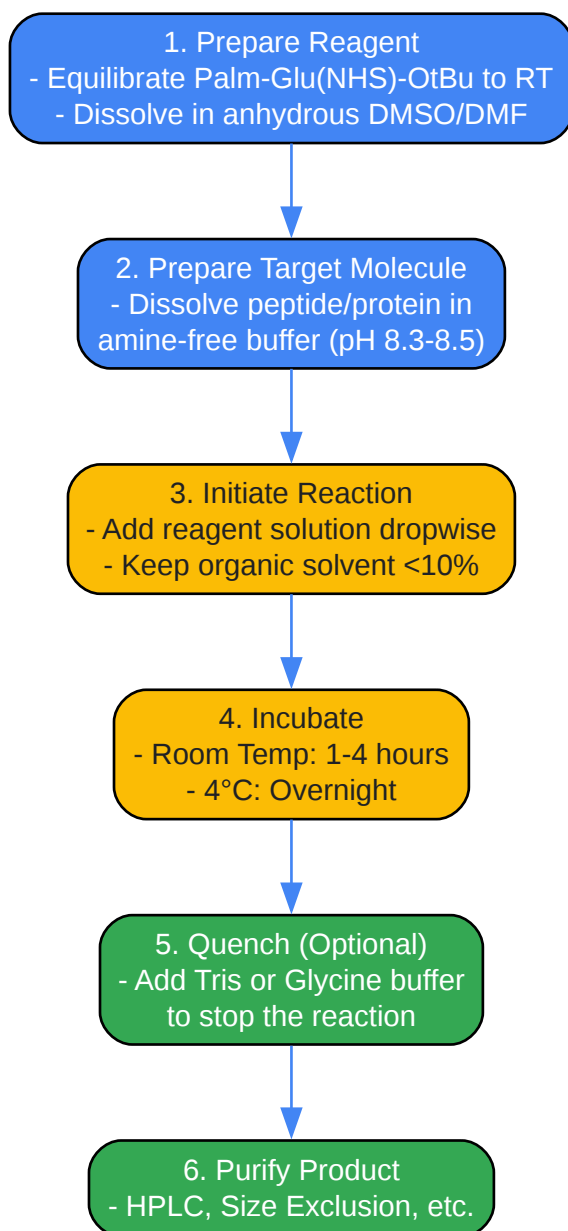 1. Prepare Reagent
- Equilibrate Palm-Glu(NHS)-OtBu to RT
- Dissolve in anhydrous DMSO/DMF
2. Prepare Target Molecule
- Dissolve peptide/protein in
amine-free buffer (pH 8.3-8.5)
3. Initiate Reaction
- Add reagent solution dropwise
- Keep organic solvent <10%
4. Incubate
- Room Temp: 1-4 hours
- 4°C: Overnight
5. Quench (Optional)
- Add Tris or Glycine buffer
to stop the reaction
6. Purify Product
- HPLC, Size Exclusion, etc.